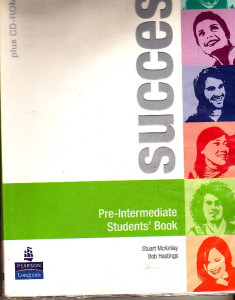 plus CD-ROM
succes
Pre-Intermediate
Students' Book
Stuart McKinlay
Bob Hastings
PEARSON
Longman